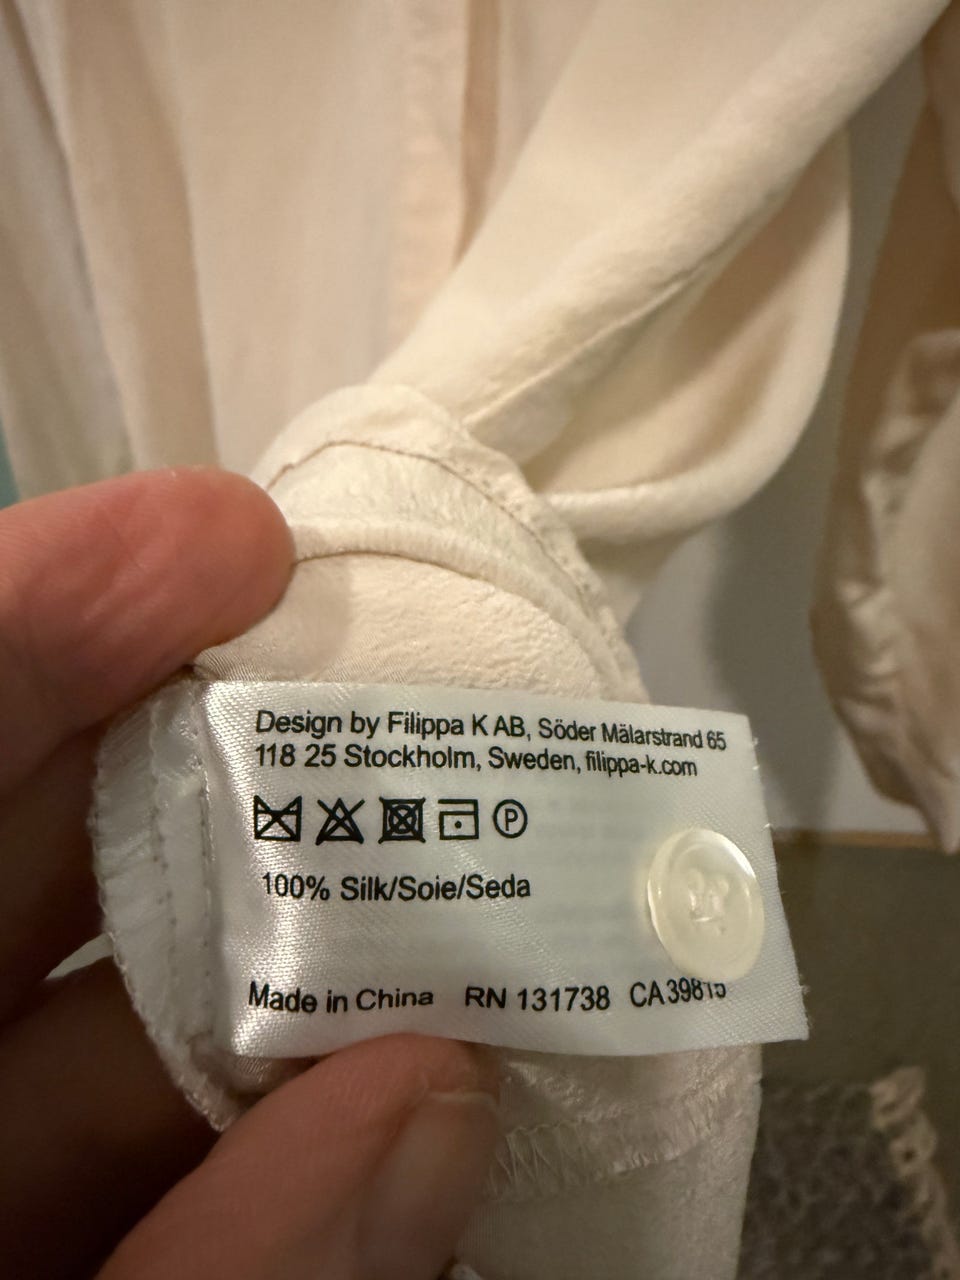 Design by Filippa K AB, Söder Mälarstrand 65
118 25 Stockholm, Sweden, filippa-k.com
P
100% Silk/Soie/Seda
Made in China RN 131738 CA 39815